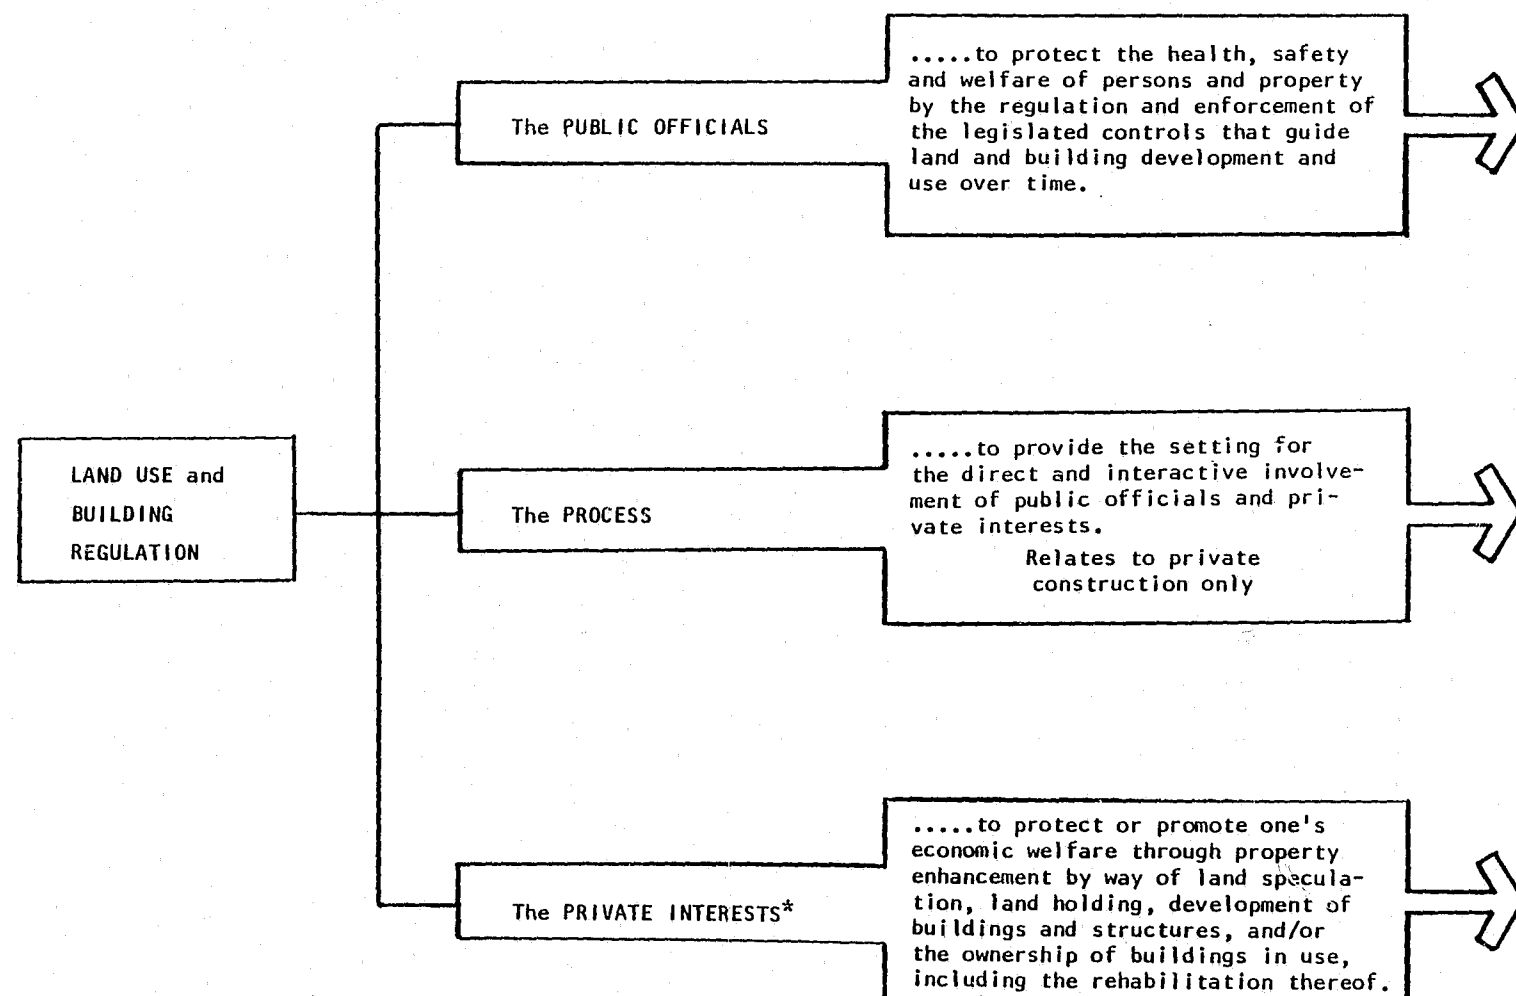 The PUBLIC OFFICIALS
.....to protect the health, safety
and welfare of persons and property
by the regulation and enforcement of
the legislated controls that guide
land and building development and
use over time.
LAND USE and
BUILDING
REGULATION
The PROCESS
.....to provide the setting for
the direct and interactive involve-
ment of public officials and pri-
vate interests.
Relates to private
construction only
The PRIVATE INTERESTS*
.....to protect or promote one's
economic welfare through property
enhancement by way of land specula-
tion, land holding, development of
buildings and structures, and/or
the ownership of buildings in use,
including the rehabilitation thereof.